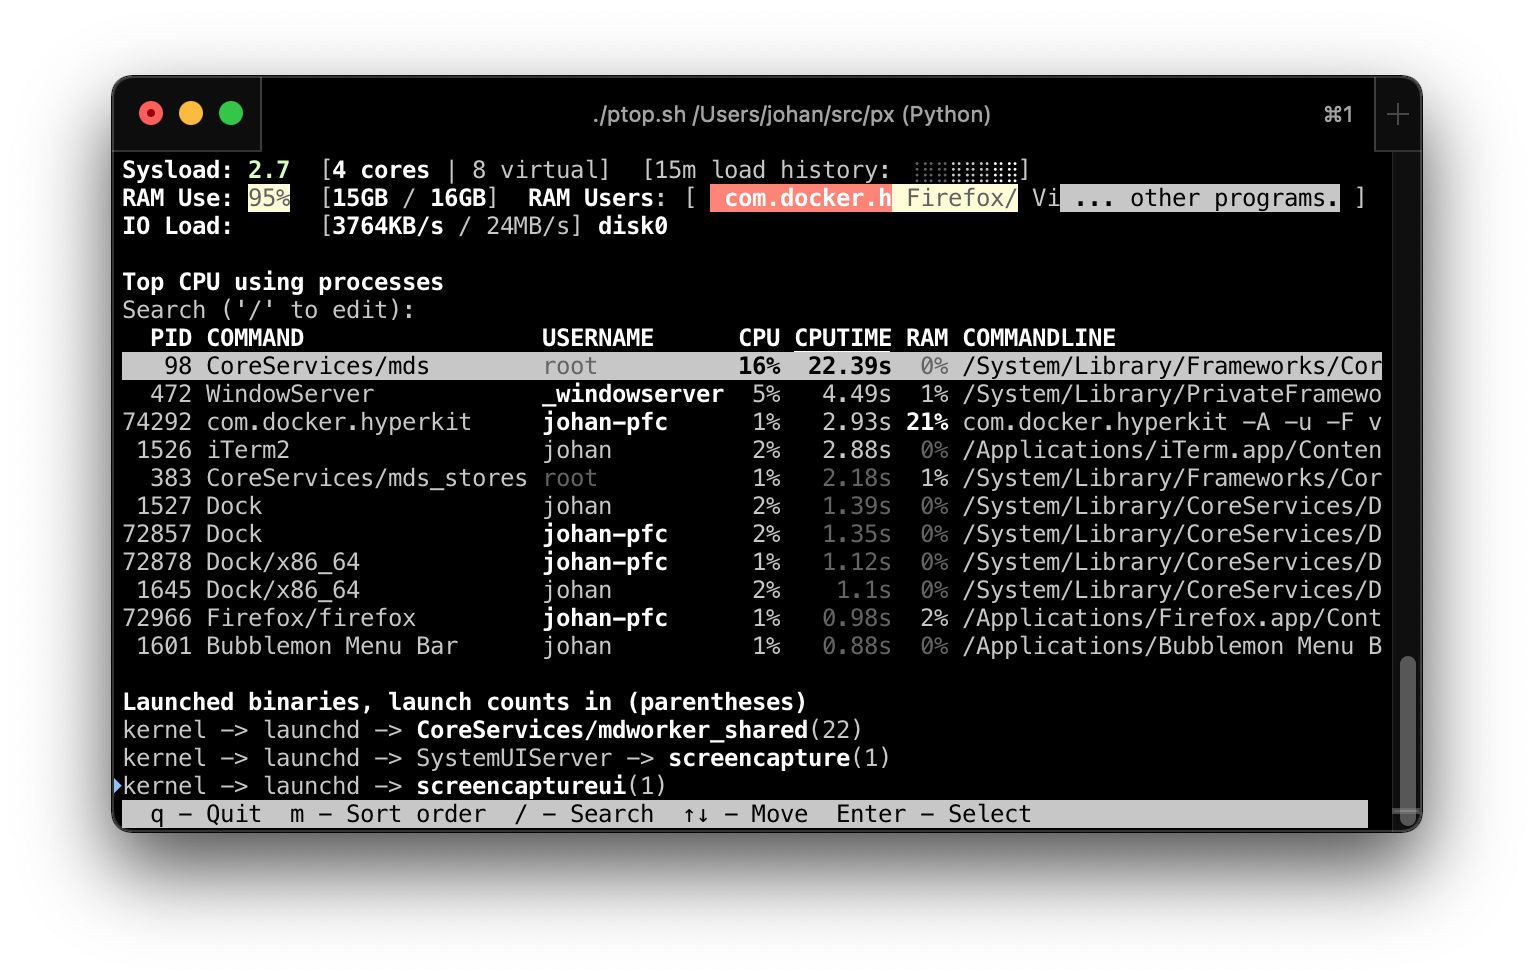 ./ptop.sh /Users/johan/src/px (Python) ⌘1 +
Sysload: 2.7 [4 cores | 8 virtual] [15m load history: ]
RAM Use: 95% [15GB / 16GB] RAM Users: [ com.docker.h Firefox/ Vi ... other programs. ]
IO Load: [3764KB/s / 24MB/s] disk0
Top CPU using processes
Search ('/' to edit):
PID COMMAND USERNAME CPU CPUTIME RAM COMMANDLINE
98 CoreServices/mds root 16% 22.39s 0% /System/Library/Frameworks/Cor
472 WindowServer _windowserver 5% 4.49s 1% /System/Library/PrivateFramewo
74292 com.docker.hyperkit johan-pfc 1% 2.93s 21% com.docker.hyperkit -A -u -F v
1526 iTerm2 johan 2% 2.88s 0% /Applications/iTerm.app/Conten
383 CoreServices/mds_stores root 1% 2.18s 1% /System/Library/Frameworks/Cor
1527 Dock johan 2% 1.39s 0% /System/Library/CoreServices/D
72857 Dock johan-pfc 2% 1.35s 0% /System/Library/CoreServices/D
72878 Dock/x86_64 johan-pfc 1% 1.12s 0% /System/Library/CoreServices/D
1645 Dock/x86_64 johan 2% 1.1s 0% /System/Library/CoreServices/D
72966 Firefox/firefox johan-pfc 1% 0.98s 2% /Applications/Firefox.app/Cont
1601 Bubblemon Menu Bar johan 1% 0.88s 0% /Applications/Bubblemon Menu B
Launched binaries, launch counts in (parentheses)
kernel -> launchd -> CoreServices/mdworker_shared(22)
kernel -> launchd -> SystemUIServer -> screencapture(1)
kernel -> launchd -> screencaptureui(1)
q - Quit m - Sort order / - Search ↑↓ - Move Enter - Select